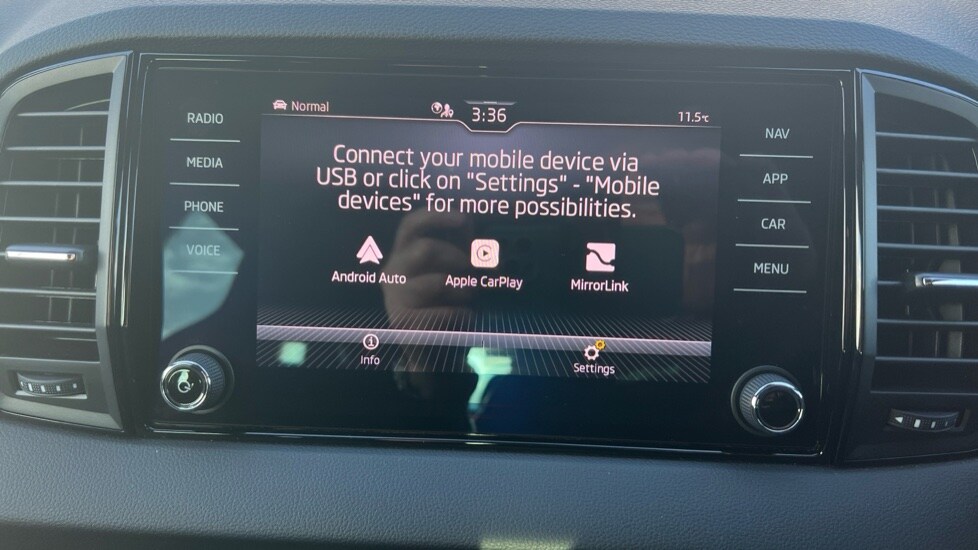 Normal
3:36
11.5°C
RADIO
MEDIA
PHONE
VOICE
Connect your mobile device via
USB or click on "Settings" - "Mobile
devices" for more possibilities.
Android Auto
Apple CarPlay
MirrorLink
Info
Settings
NAV
APP
CAR
MENU